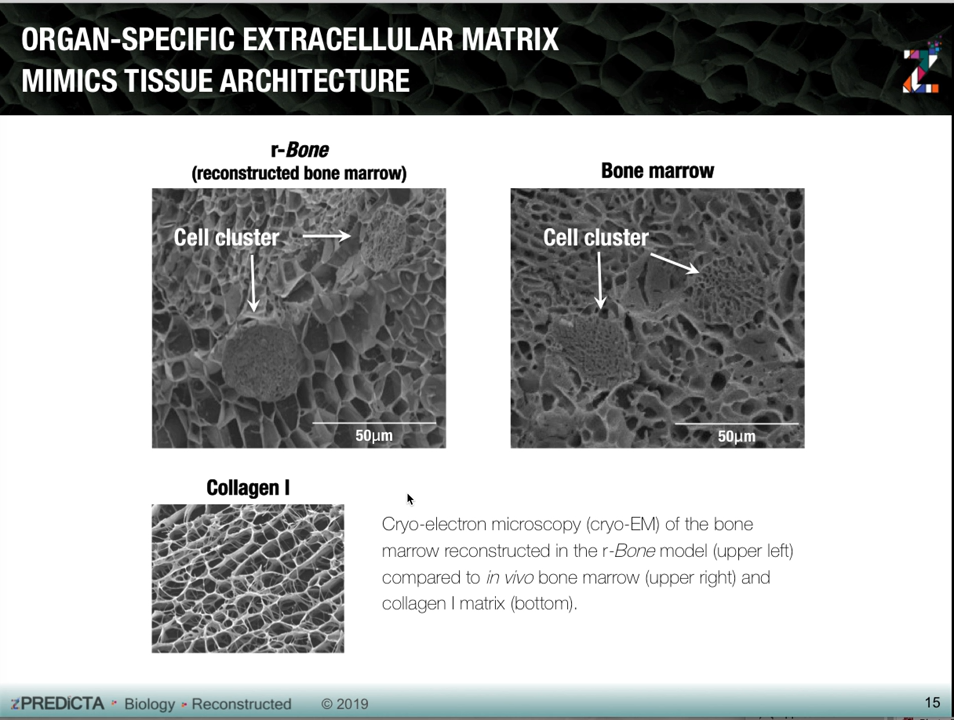 ORGAN-SPECIFIC EXTRACELLULAR MATRIX
MIMICS TISSUE ARCHITECTURE
r-Bone
(reconstructed bone marrow)
Cell cluster
50µm
Bone marrow
Cell cluster
50µm
Collagen I
Cryo-electron microscopy (cryo-EM) of the bone
marrow reconstructed in the r-Bone model (upper left)
compared to in vivo bone marrow (upper right) and
collagen I matrix (bottom).
zPREDICTA Biology Reconstructed © 2019
15